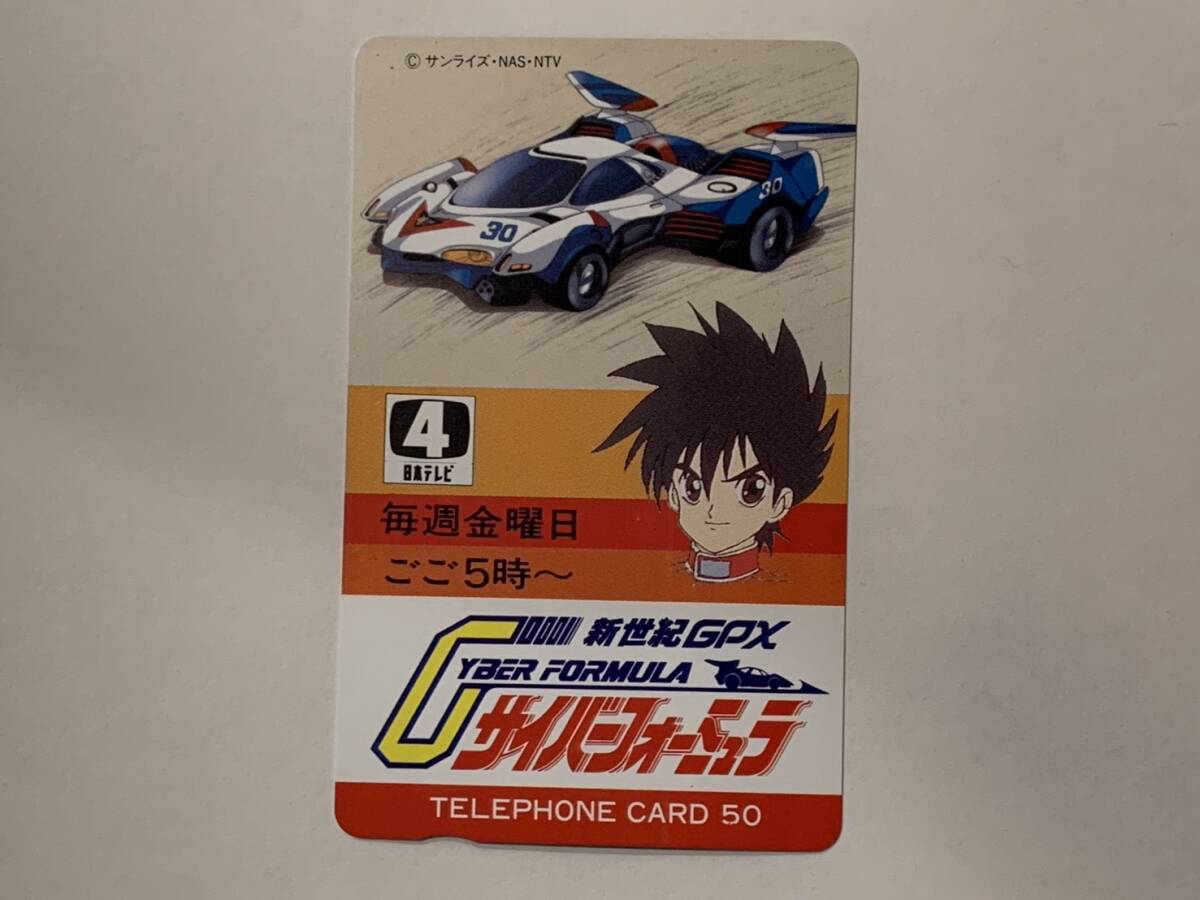 © サンライズ・NAS・NTV
30
30
4
日本テレビ
毎週金曜日
ごご5時～
新世紀GPX
CYBER FORMULA
サイバーフォーミュラ
TELEPHONE CARD 50